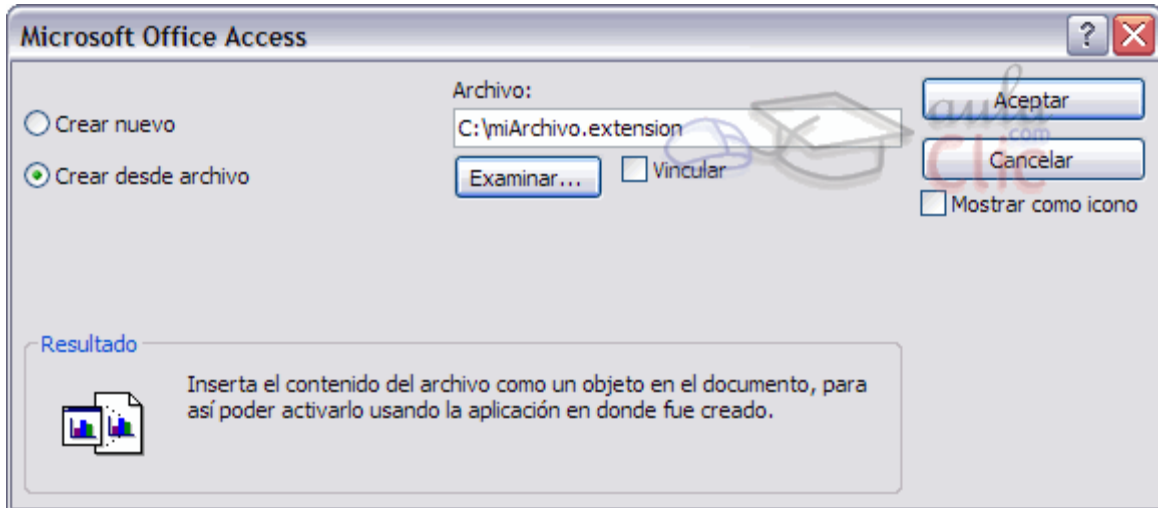 Microsoft Office Access
?
Archivo:
Crear nuevo
C:\miArchivo.extension
Aceptar
Crear desde archivo
Examinar...
Vincular
Cancelar
Mostrar como icono
aula
.com
Clic
Resultado
Inserta el contenido del archivo como un objeto en el documento, para
así poder activarlo usando la aplicación en donde fue creado.